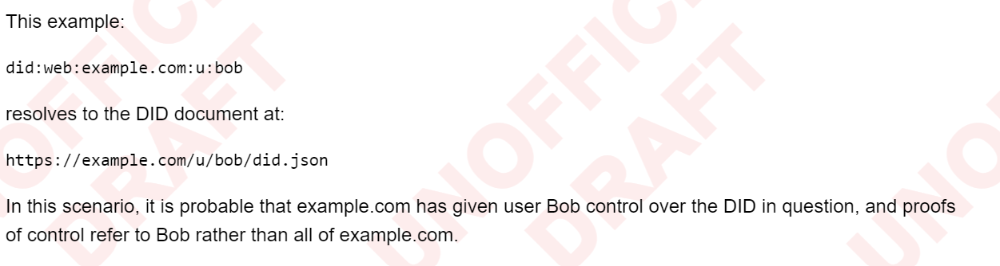 This example:
did:web:example.com:u:bob
resolves to the DID document at:
https://example.com/u/bob/did.json
In this scenario, it is probable that example.com has given user Bob control over the DID in question, and proofs
of control refer to Bob rather than all of example.com.
UNOFFICIAL DRAFT